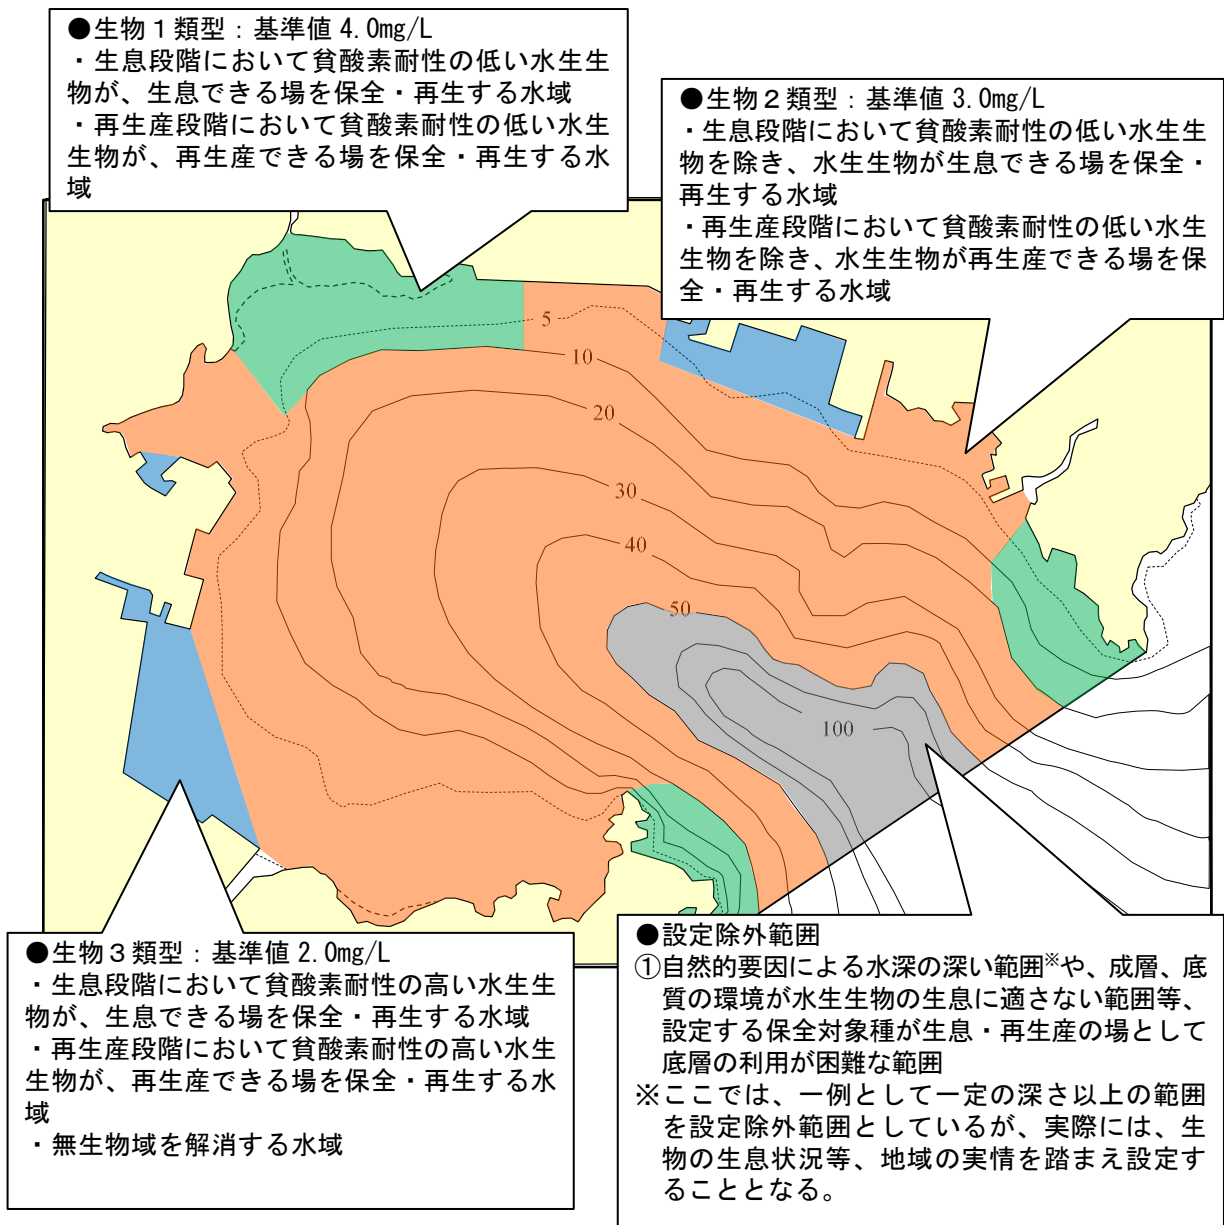 ●生物１類型：基準値 4.0mg/L
・生息段階において貧酸素耐性の低い水生生
物が、生息できる場を保全・再生する水域
・再生産段階において貧酸素耐性の低い水生
生物が、再生産できる場を保全・再生する水
域
●生物２類型：基準値 3.0mg/L
・生息段階において貧酸素耐性の低い水生生
物を除き、水生生物が生息できる場を保全・
再生する水域
・再生産段階において貧酸素耐性の低い水生
生物を除き、水生生物が再生産できる場を保
全・再生する水域
5
10
20
30
40
50
100
●生物３類型：基準値 2.0mg/L
・生息段階において貧酸素耐性の高い水生生
物が、生息できる場を保全・再生する水域
・再生産段階において貧酸素耐性の高い水生
生物が、再生産できる場を保全・再生する水
域
・無生物域を解消する水域
●設定除外範囲
①自然的要因による水深の深い範囲※や、成層、底
質の環境が水生生物の生息に適さない範囲等、
設定する保全対象種が生息・再生産の場として
底層の利用が困難な範囲
※ここでは、一例として一定の深さ以上の範囲
を設定除外範囲としているが、実際には、生
物の生息状況等、地域の実情を踏まえ設定す
ることとなる。